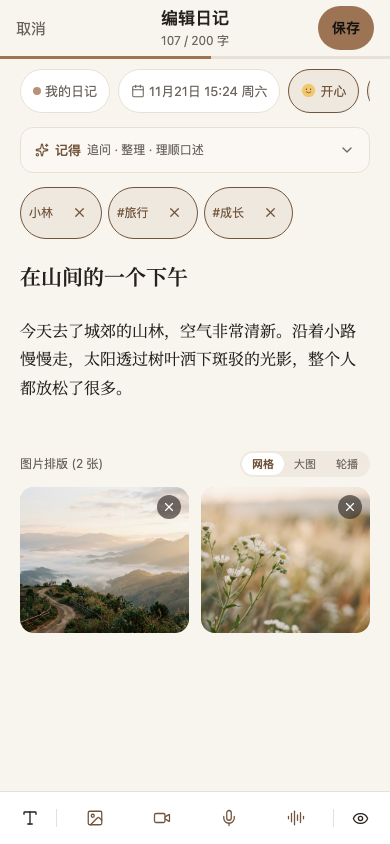 取消
编辑日记
107 / 200 字
保存
我的日记
11月21日 15:24 周六
开心
记得 追问 · 整理 · 理顺口述
小林
#旅行
#成长
在山间的一个下午
今天去了城郊的山林，空气非常清新。沿着小路
慢慢走，太阳透过树叶洒下斑驳的光影，整个人
都放松了很多。
图片排版 (2 张)
网格
大图
轮播